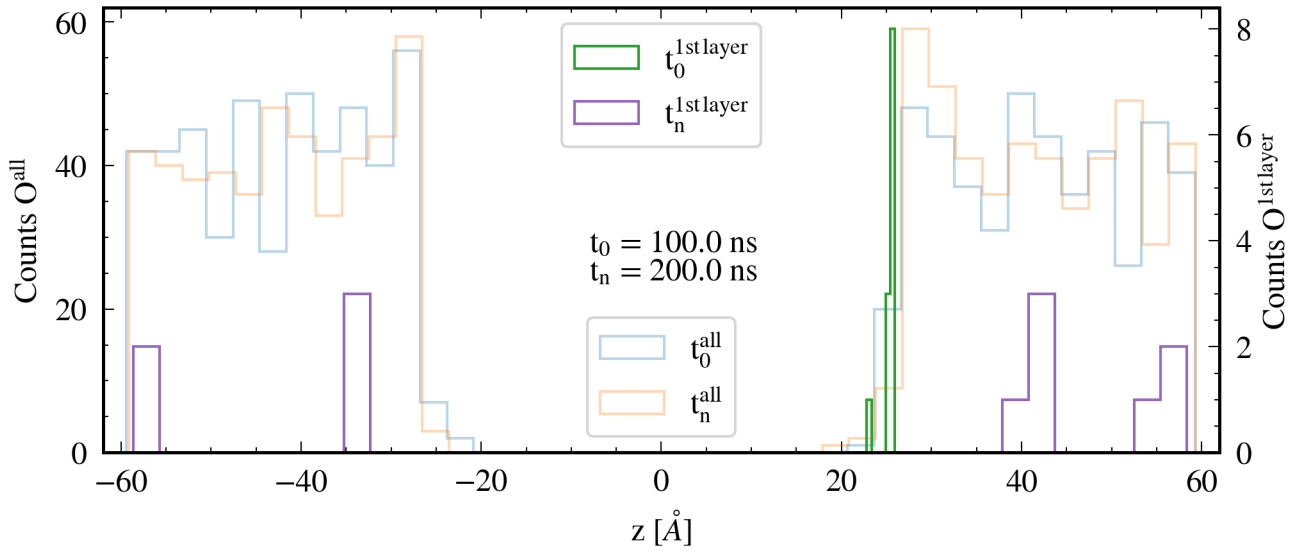 60
40
20
0
Counts O^all
8
6
4
2
0
Counts O^1st layer
t_0^1st layer
t_n^1st layer
t_0 = 100.0 ns
t_n = 200.0 ns
t_0^all
t_n^all
−60 −40 −20 0 20 40 60
z [Å]